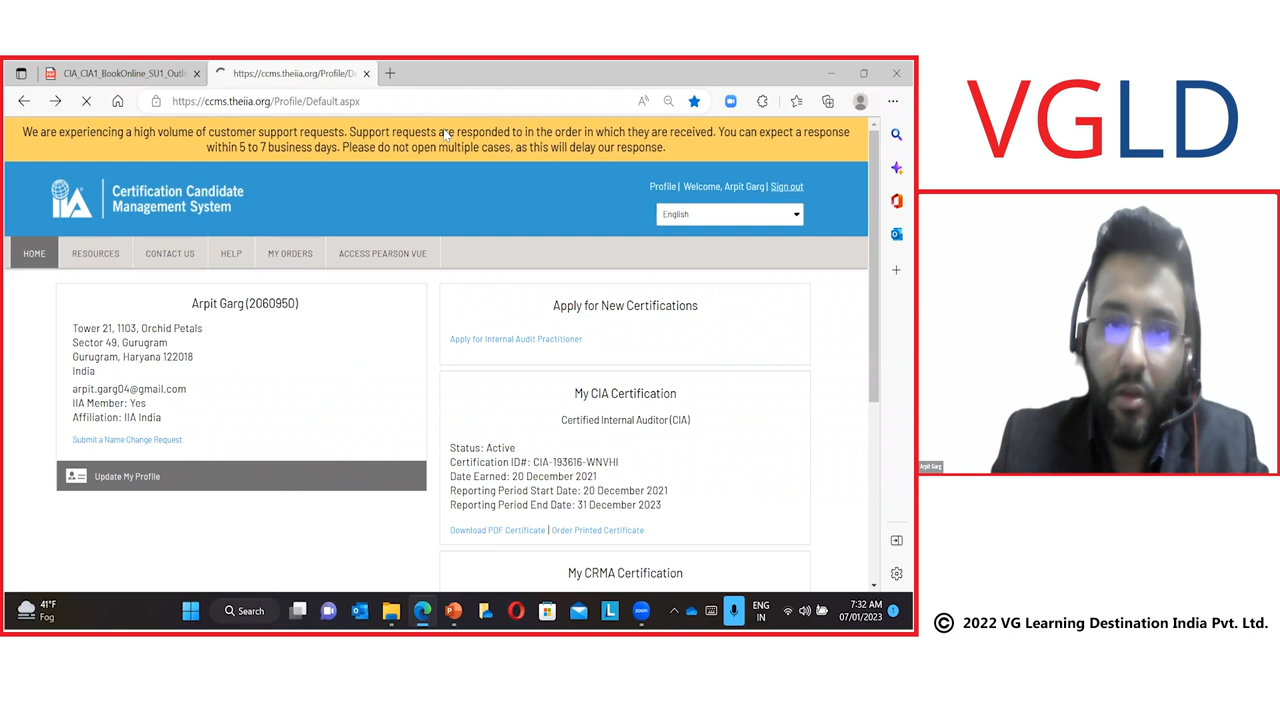 CIA_CIA1_BookOnline_SU1_Outli
https://ccms.theiia.org/Profile/De
https://ccms.theiia.org/Profile/Default.aspx
We are experiencing a high volume of customer support requests. Support requests are responded to in the order in which they are received. You can expect a response
within 5 to 7 business days. Please do not open multiple cases, as this will delay our response.
IIA
Certification Candidate
Management System
Profile | Welcome, Arpit Garg | Sign out
English
HOME RESOURCES CONTACT US HELP MY ORDERS ACCESS PEARSON VUE
Arpit Garg (2060950)
Tower 21, 1103, Orchid Petals
Sector 49, Gurugram
Gurugram, Haryana 122018
India
arpit.garg04@gmail.com
IIA Member: Yes
Affiliation: IIA India
Submit a Name Change Request
Update My Profile
Apply for New Certifications
Apply for Internal Audit Practitioner
My CIA Certification
Certified Internal Auditor (CIA)
Status: Active
Certification ID#: CIA-193616-WNVHI
Date Earned: 20 December 2021
Reporting Period Start Date: 20 December 2021
Reporting Period End Date: 31 December 2023
Download PDF Certificate | Order Printed Certificate
My CRMA Certification
41°F
Fog
Search
zoom
ENG
IN
7:32 AM
07/01/2023
1
VGLD
Arpit Garg
© 2022 VG Learning Destination India Pvt. Ltd.